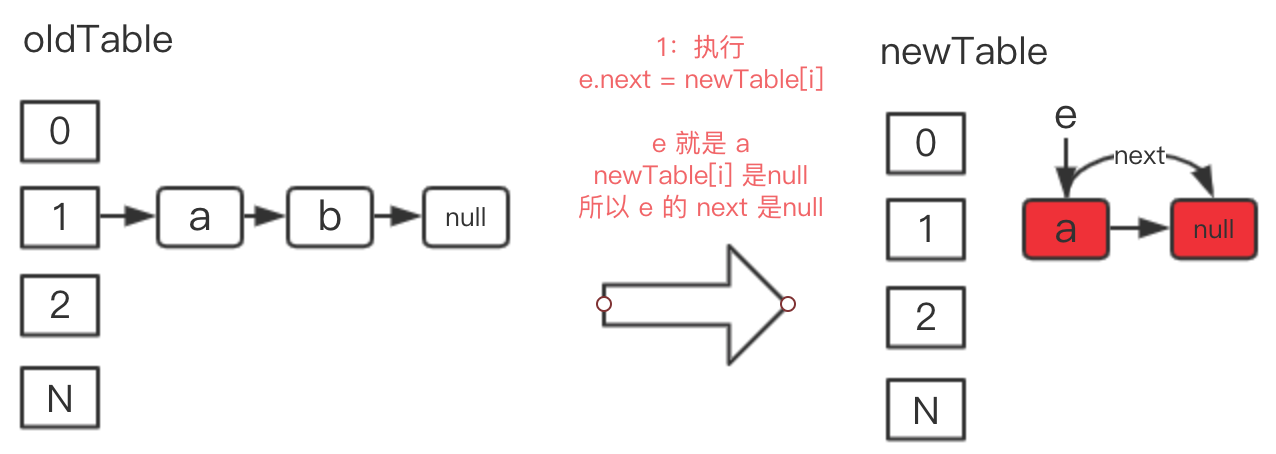 oldTable
0
1
a
b
null
2
N
1：执行
e.next = newTable[i]
e 就是 a
newTable[i] 是null
所以 e 的 next 是null
newTable
e
next
0
1
a
null
2
N